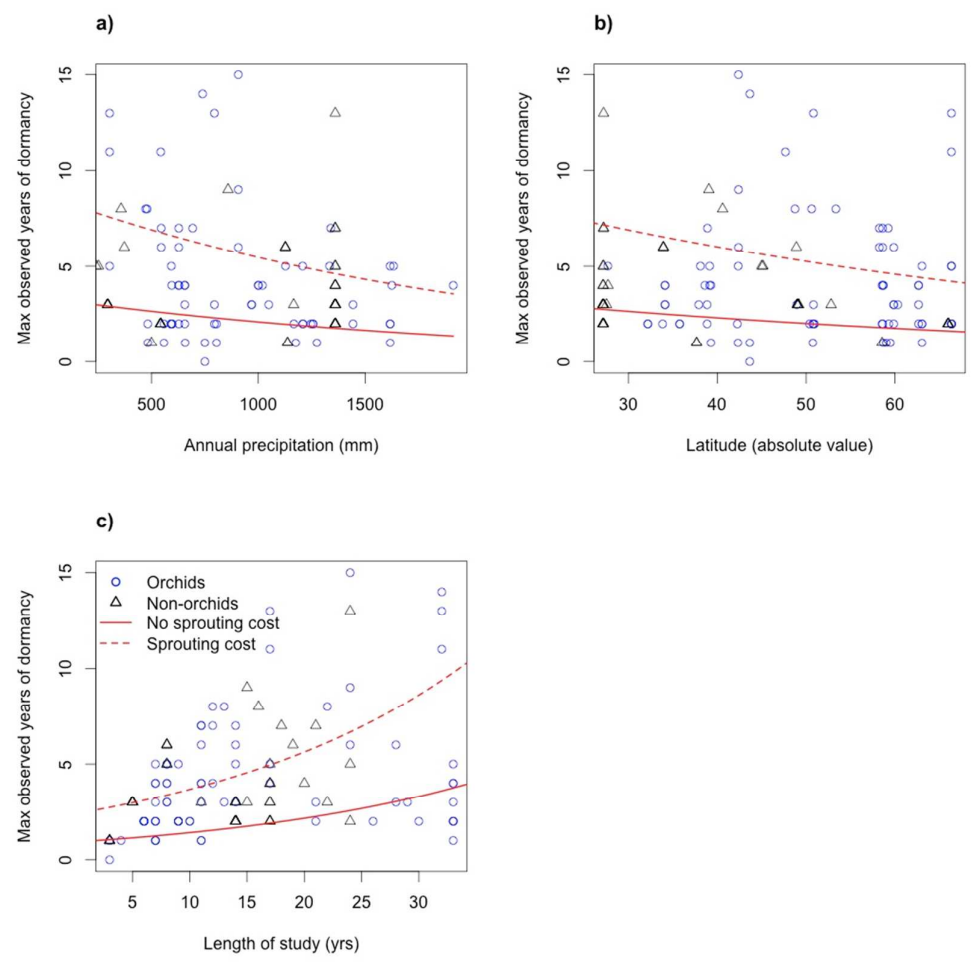 a)
Max observed years of dormancy
15
10
5
0
500 1000 1500
Annual precipitation (mm)
b)
Max observed years of dormancy
15
10
5
0
30 40 50 60
Latitude (absolute value)
c)
Max observed years of dormancy
15
10
5
0
Orchids
Non-orchids
No sprouting cost
Sprouting cost
5 10 15 20 25 30
Length of study (yrs)